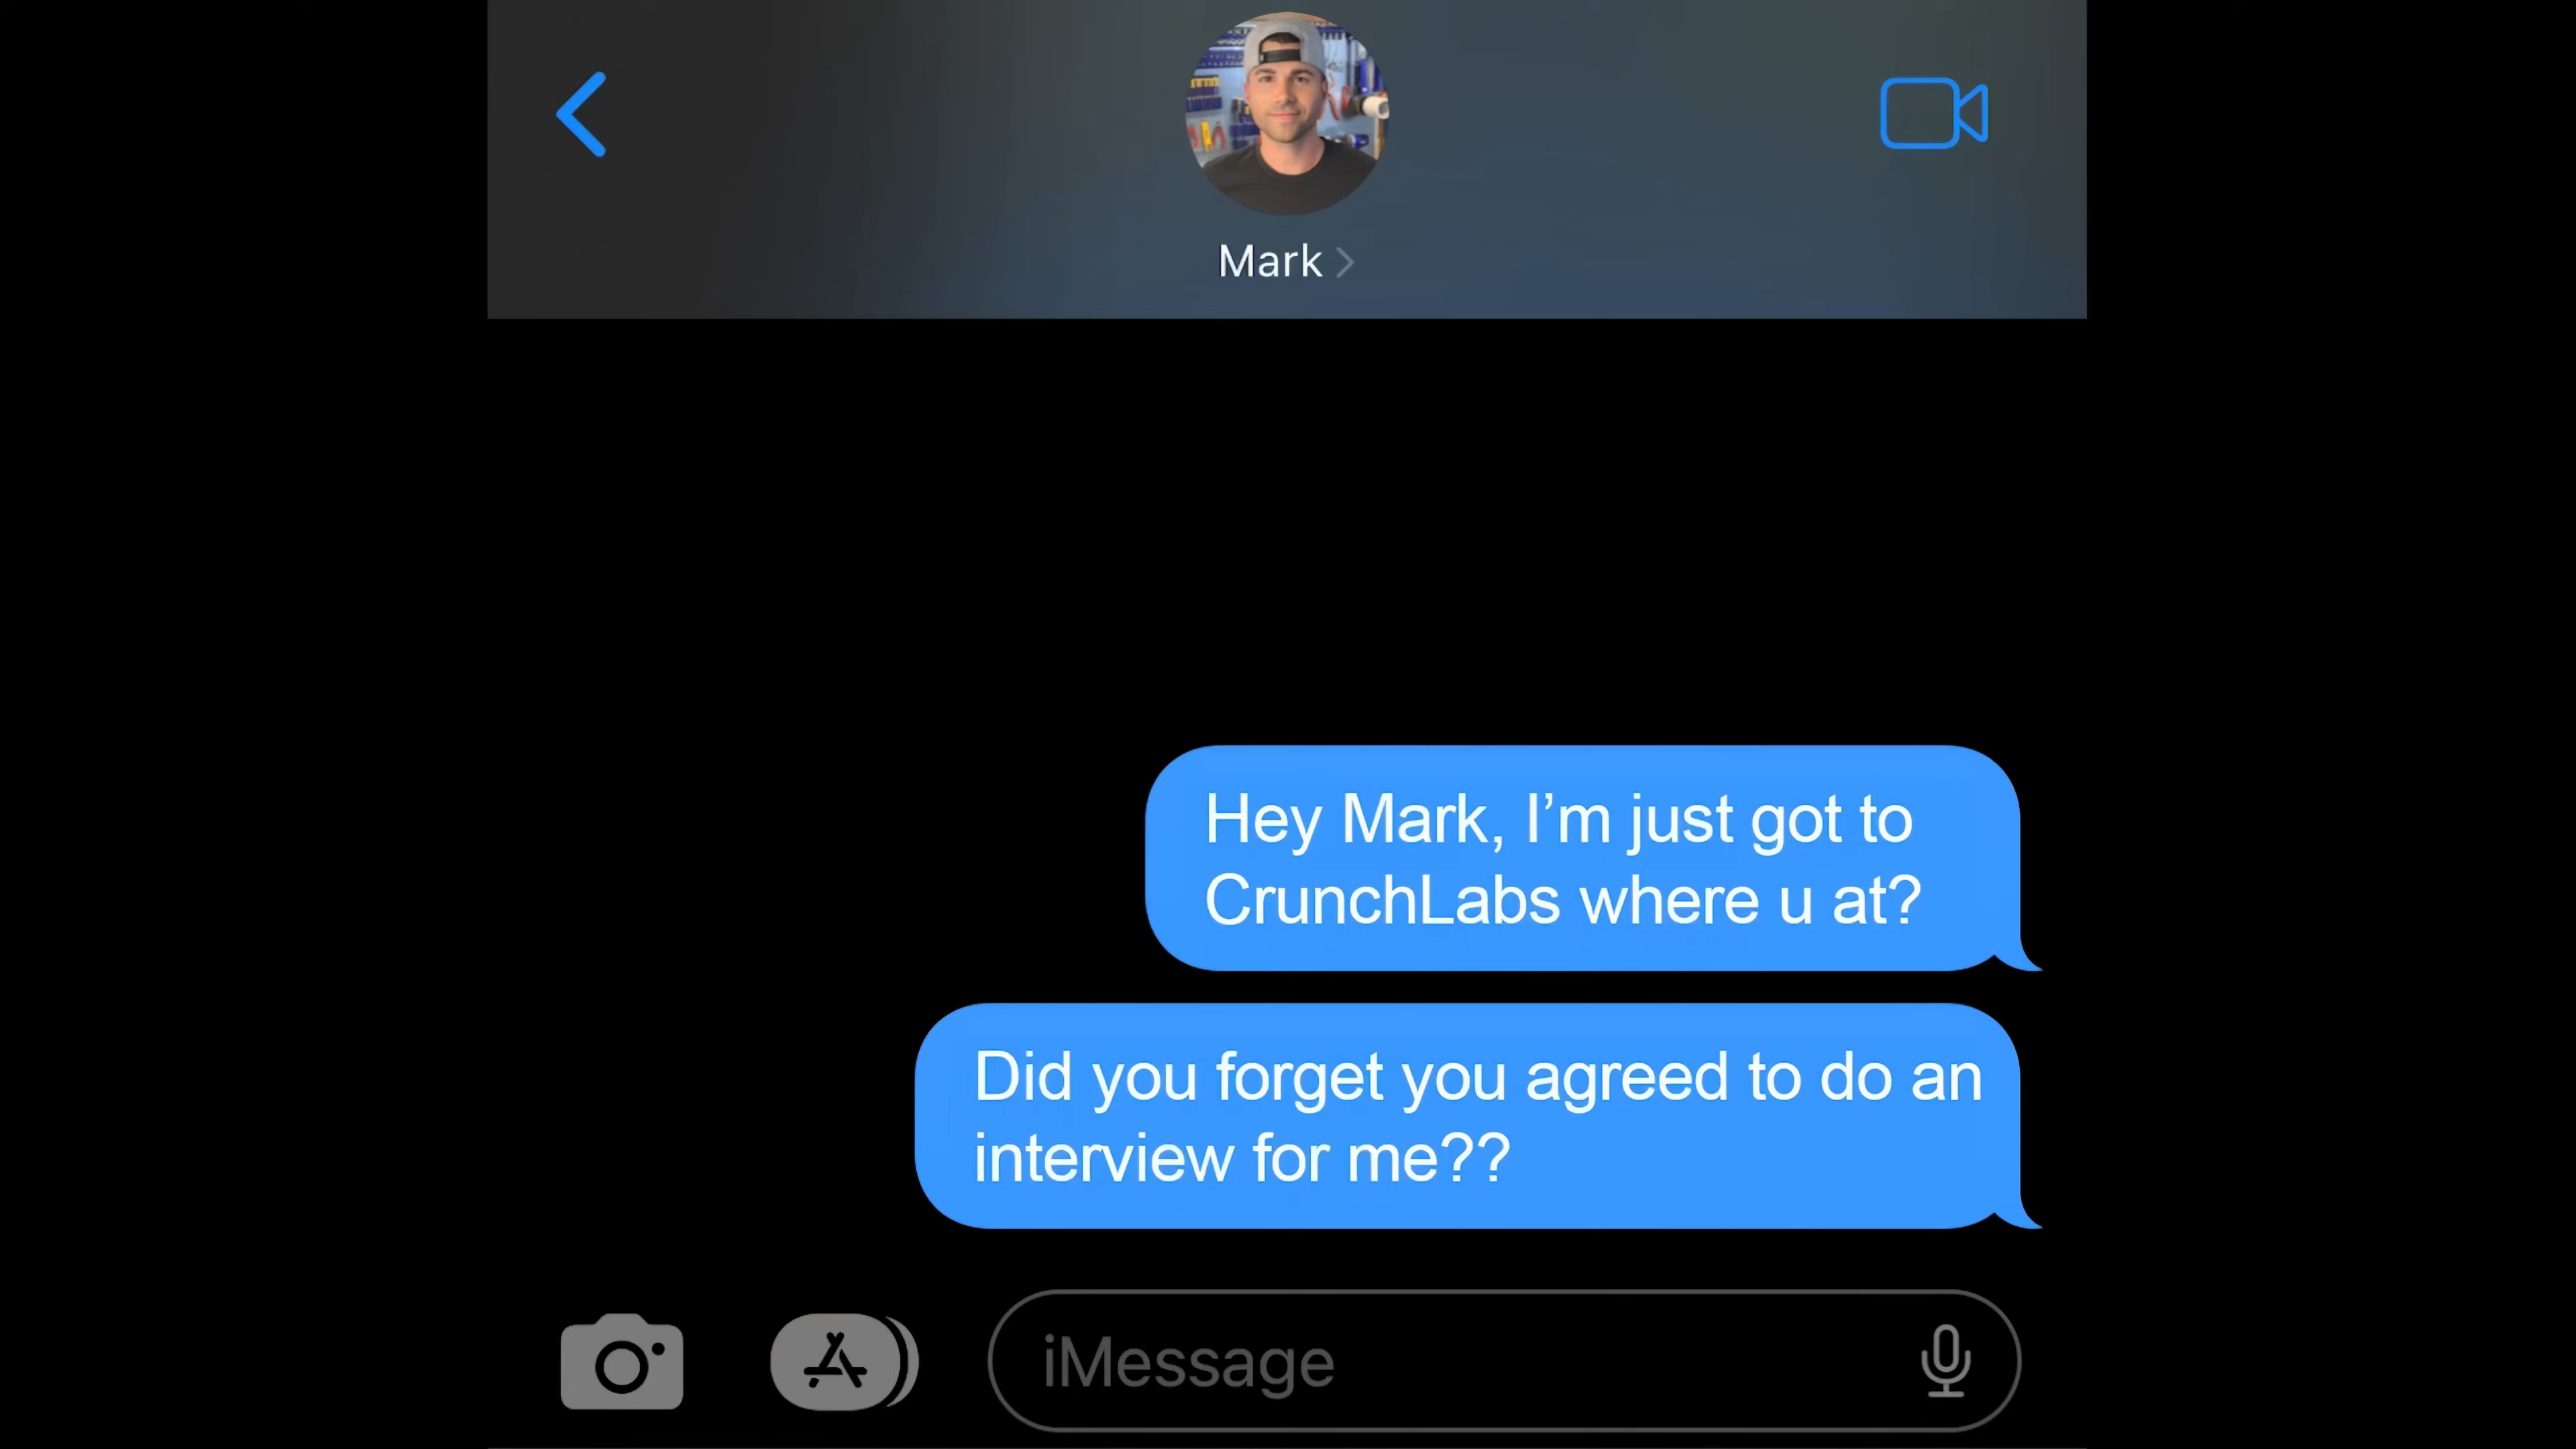 Mark
Hey Mark, I’m just got to
CrunchLabs where u at?
Did you forget you agreed to do an
interview for me??
iMessage